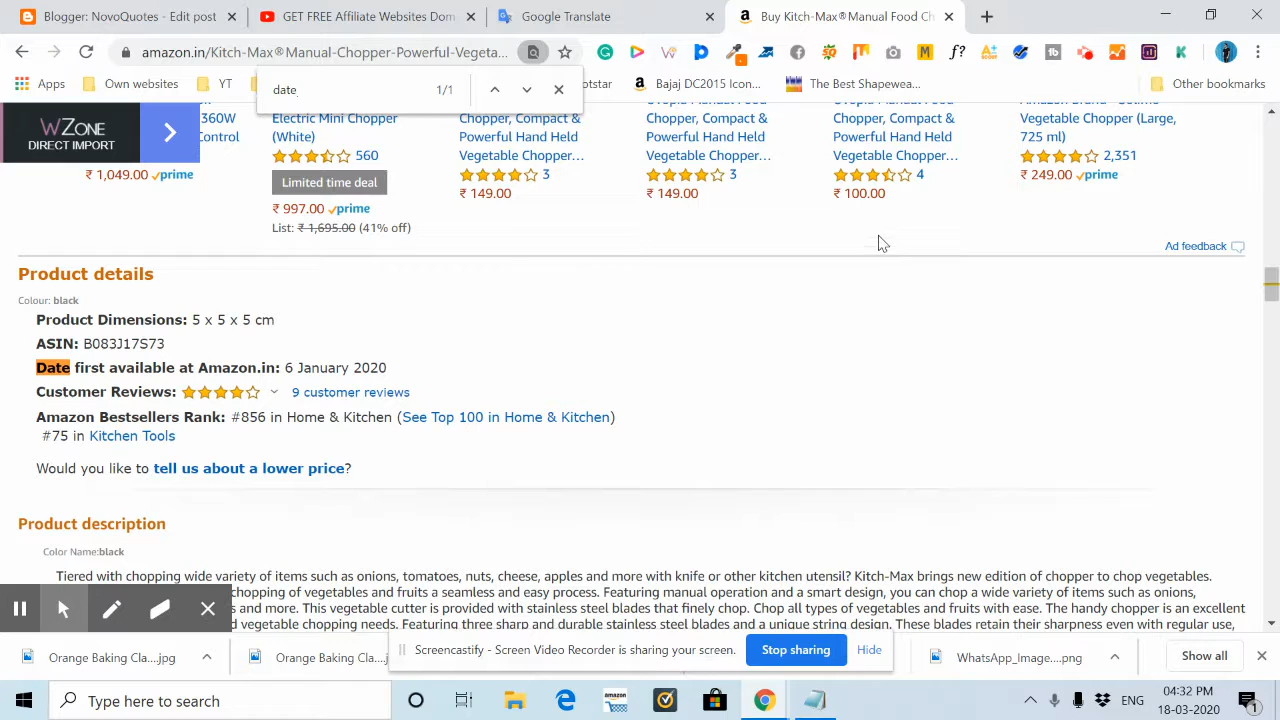 Blogger: NovoQuotes - Edit post
GET FREE Affiliate Websites Don
Google Translate
Buy Kitch-Max® Manual Food Ch
amazon.in/Kitch-Max®Manual-Chopper-Powerful-Vegeta...
Apps
Own websites
YT
otstar
Bajaj DC2015 Icon...
The Best Shapewea...
Other bookmarks
date
1/1
WZONE
DIRECT IMPORT
360W
Control
₹ 1,049.00 prime
Electric Mini Chopper
(White)
560
Limited time deal
₹ 997.00 prime
List: ₹ 1,695.00 (41% off)
Chopper, Compact &
Powerful Hand Held
Vegetable Chopper...
3
₹ 149.00
Chopper, Compact &
Powerful Hand Held
Vegetable Chopper...
3
₹ 149.00
Chopper, Compact &
Powerful Hand Held
Vegetable Chopper...
4
₹ 100.00
Vegetable Chopper (Large,
725 ml)
2,351
₹ 249.00 prime
Ad feedback
Product details
Colour: black
Product Dimensions: 5 x 5 x 5 cm
ASIN: B083J17S73
Date first available at Amazon.in: 6 January 2020
Customer Reviews: 9 customer reviews
Amazon Bestsellers Rank: #856 in Home & Kitchen (See Top 100 in Home & Kitchen)
#75 in Kitchen Tools
Would you like to tell us about a lower price?
Product description
Color Name:black
Tiered with chopping wide variety of items such as onions, tomatoes, nuts, cheese, apples and more with knife or other kitchen utensil? Kitch-Max brings new edition of chopper to chop vegetables.
chopping of vegetables and fruits a seamless and easy process. Featuring manual operation and a smart design, you can chop a wide variety of items such as onions,
s and more. This vegetable cutter is provided with stainless steel blades that finely chop. Chop all types of vegetables and fruits with ease. The handy chopper is an excellent
vegetable chopping needs. Featuring three sharp and durable stainless steel blades and a unique string design. These blades retain their sharpness even with regular use,
Orange Baking Cla....jpg
Orange Baking Cla....j
Screencastify - Screen Video Recorder is sharing your screen.
Stop sharing
Hide
WhatsApp_Image....png
Show all
Type here to search
amazon
ENG
04:32 PM
18-03-2020
1